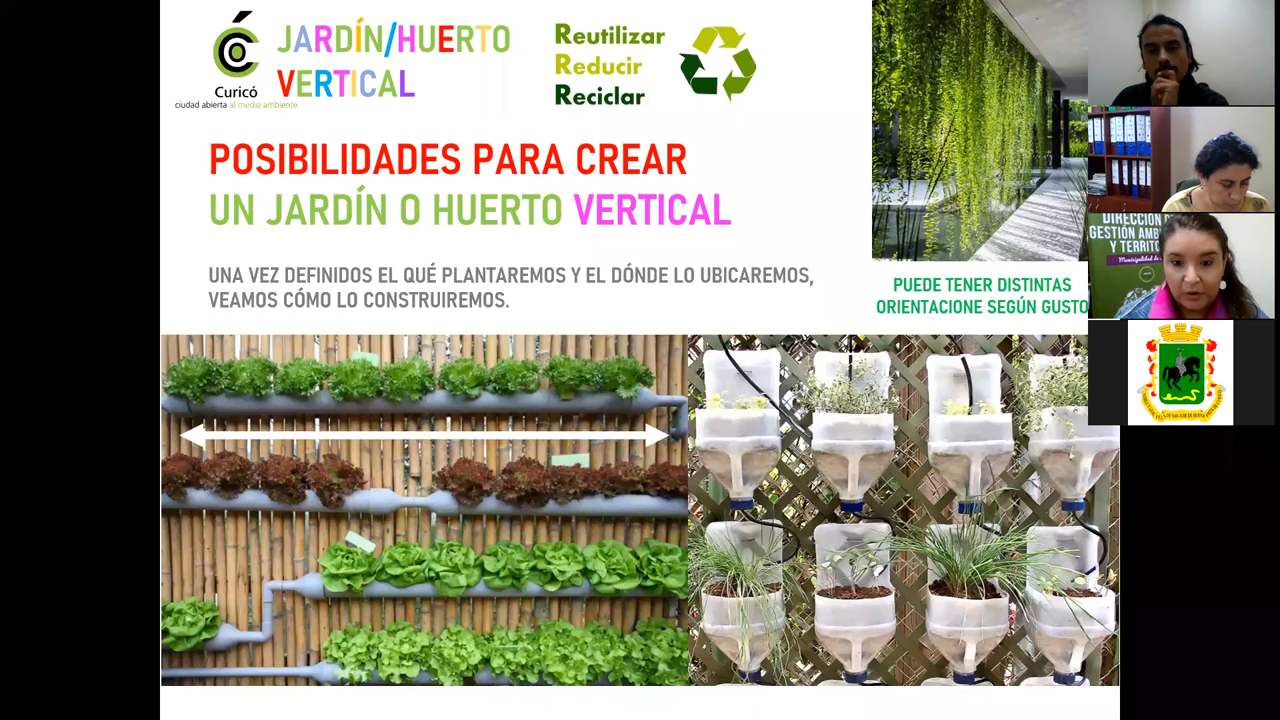 Curicó
ciudad abierta al medio ambiente
JARDÍN/HUERTO
VERTICAL
Reutilizar
Reducir
Reciclar
POSIBILIDADES PARA CREAR
UN JARDÍN O HUERTO VERTICAL
UNA VEZ DEFINIDOS EL QUÉ PLANTAREMOS Y EL DÓNDE LO UBICAREMOS,
VEAMOS CÓMO LO CONSTRUIREMOS.
PUEDE TENER DISTINTAS
ORIENTACIONE SEGÚN GUSTO
DIRECCIÓN
GESTIÓN
Y
Municipalidad